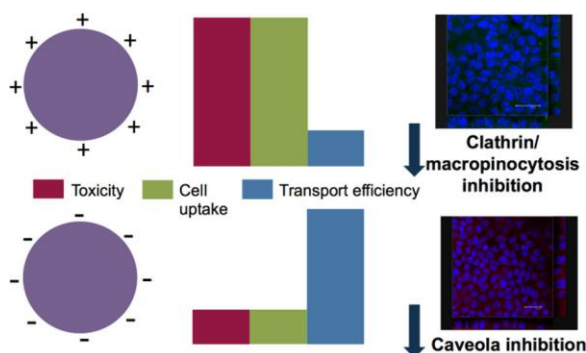 + + + + + + + +
Clathrin/
macropinocytosis
inhibition
Toxicity
Cell
uptake
Transport efficiency
- - - - - - - -
Caveola inhibition